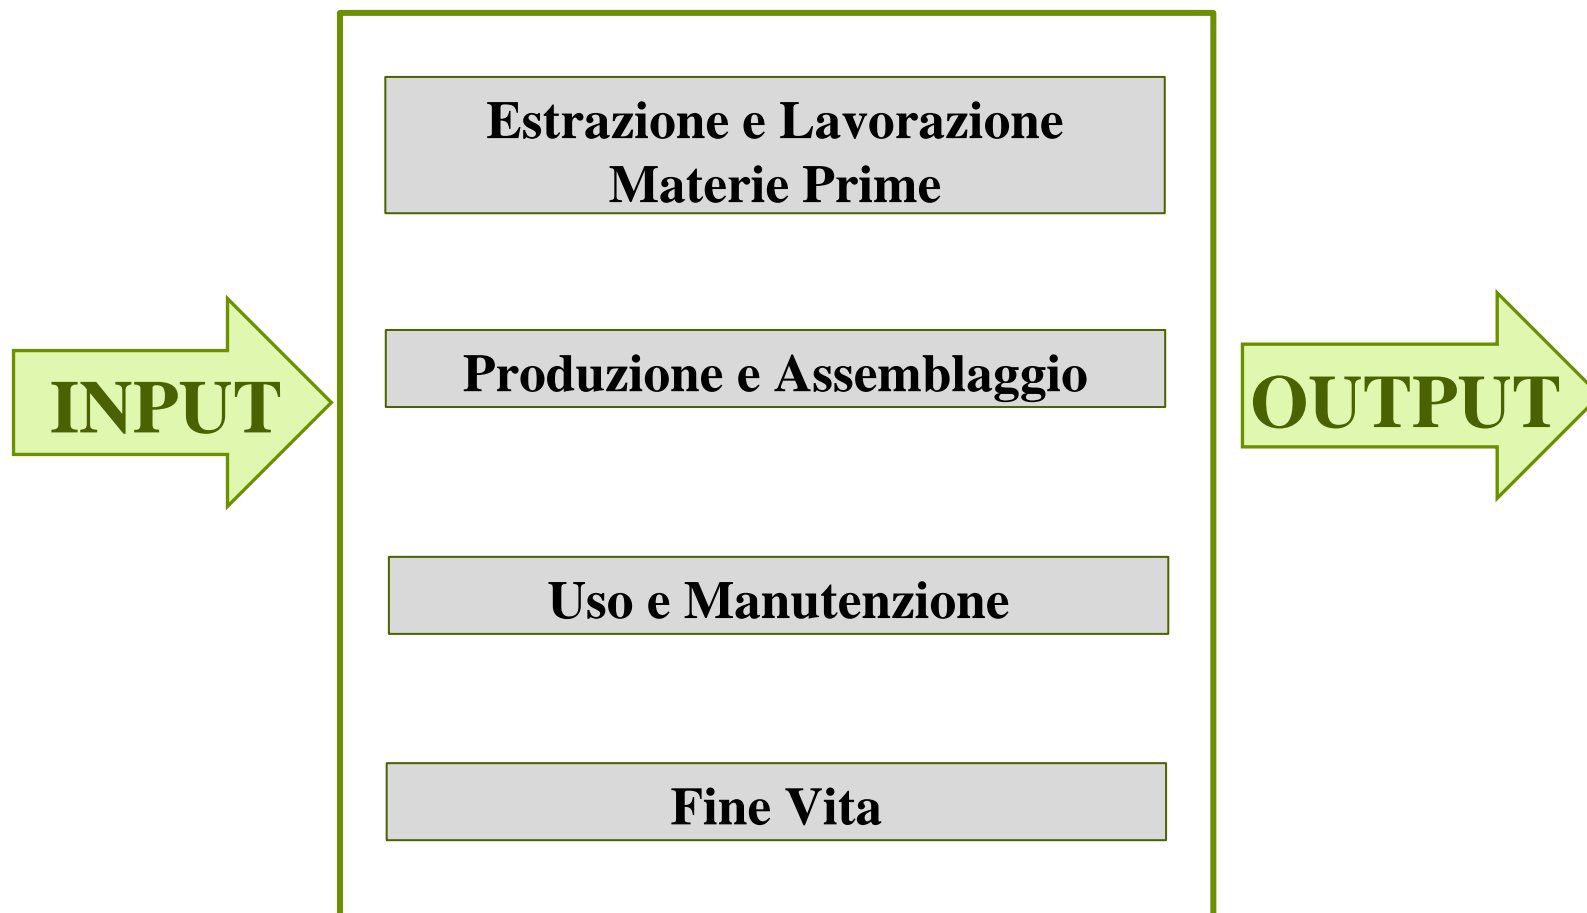 Estrazione e Lavorazione
Materie Prime
INPUT
Produzione e Assemblaggio
OUTPUT
Uso e Manutenzione
Fine Vita